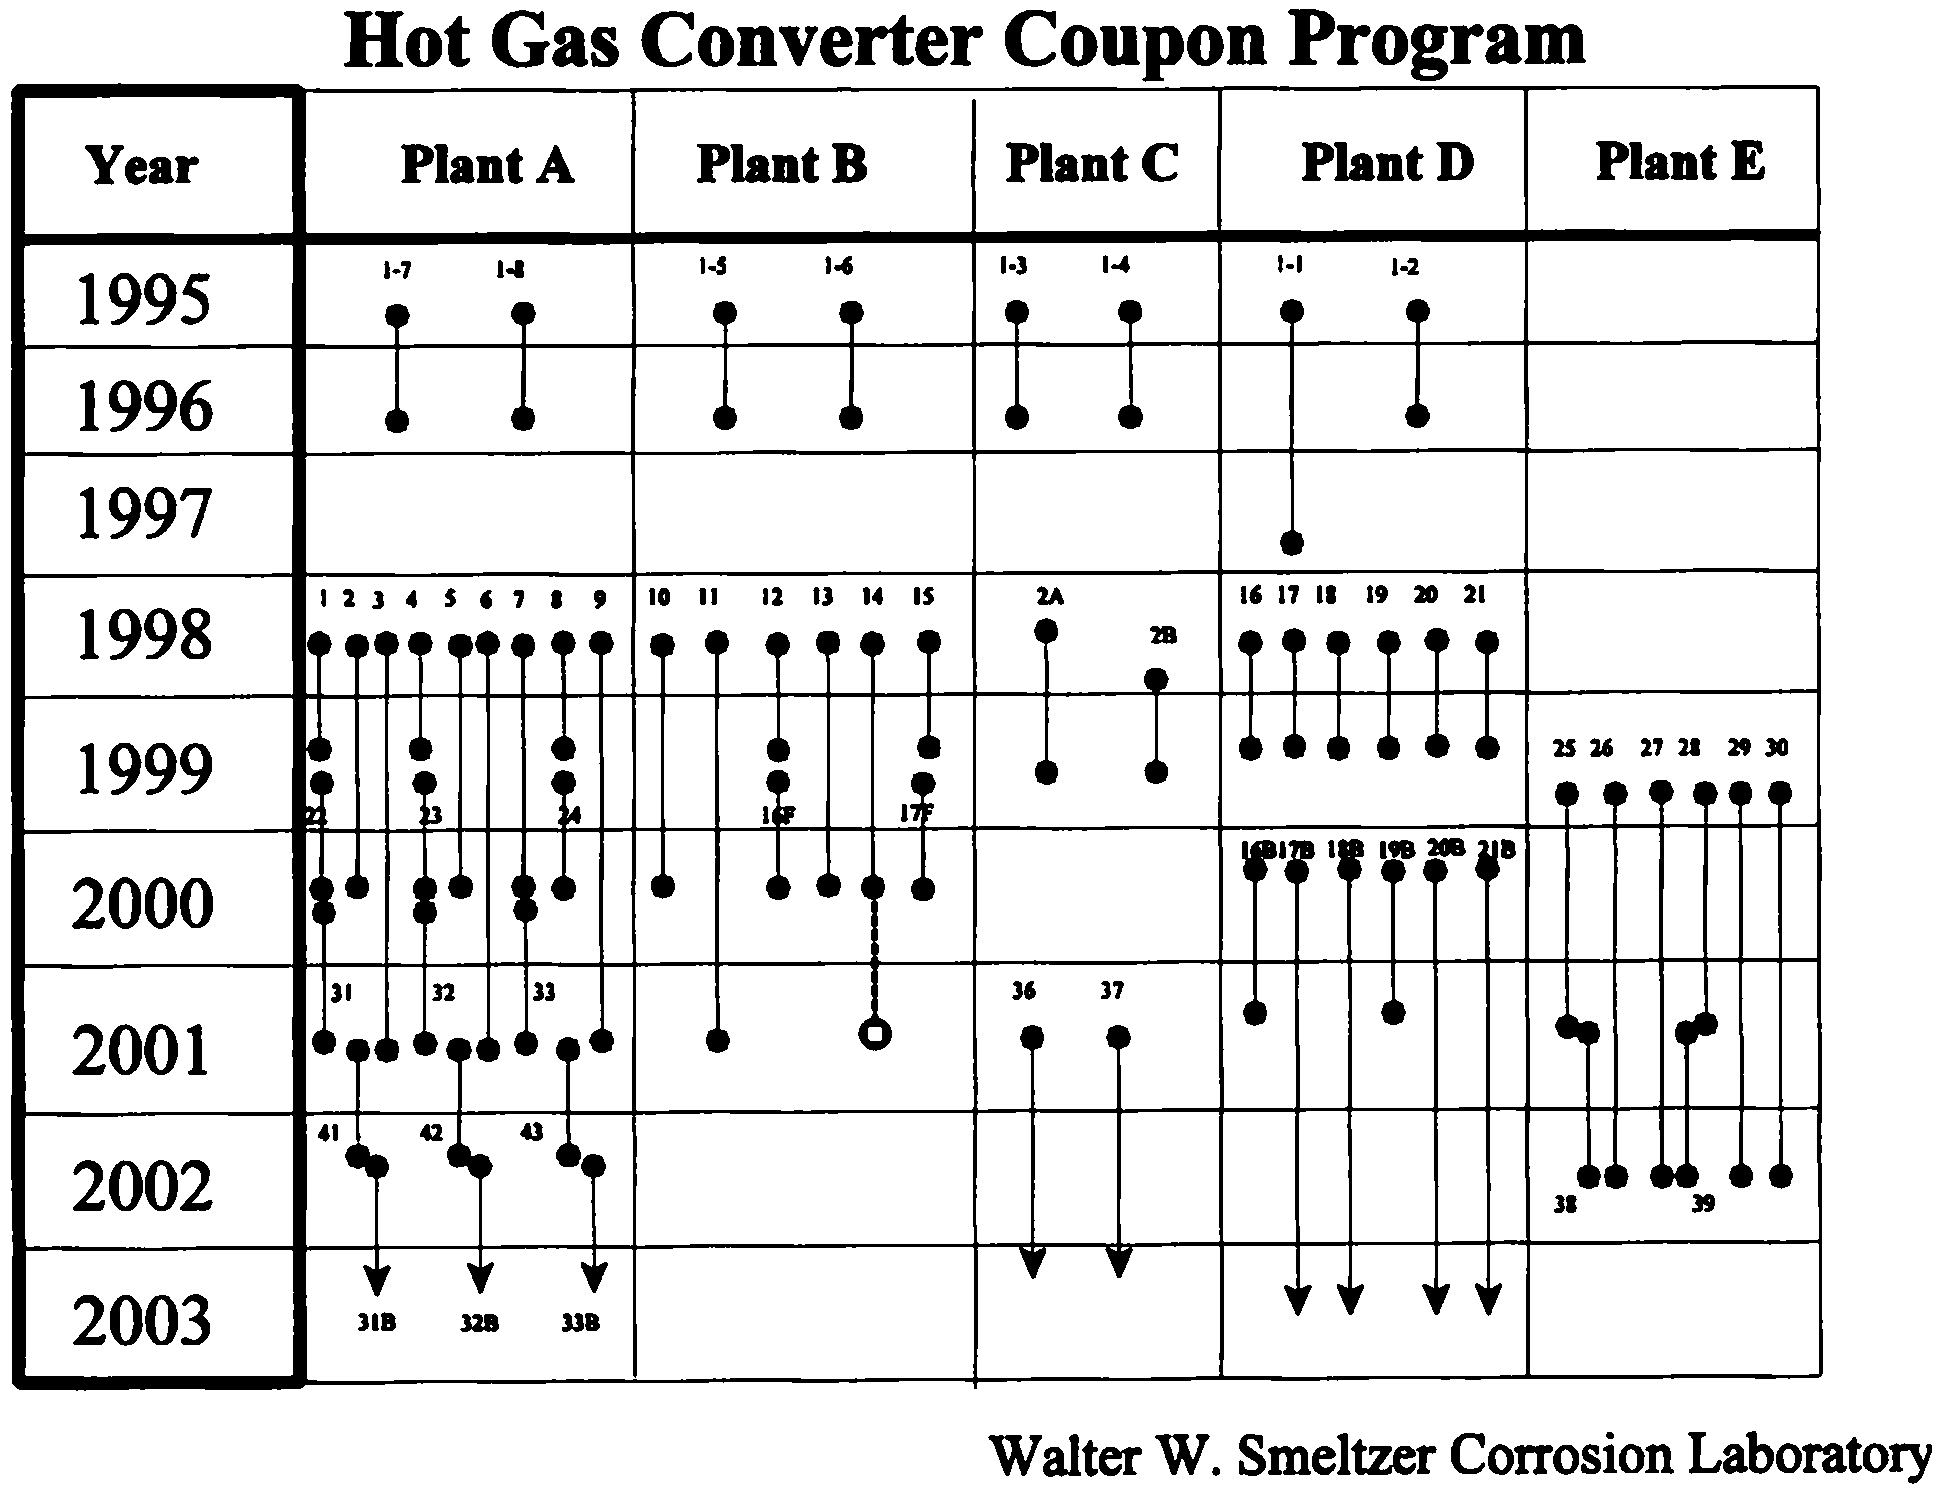 Hot Gas Converter Coupon Program
Year Plant A Plant B Plant C Plant D Plant E
1995 1-7 1-8 1-5 1-6 1-3 1-4 1-1 1-2
1996
1997
1998 1 2 3 4 5 6 7 8 9 10 11 12 13 14 15 2A 2B 16 17 18 19 20 21
1999 25 26 27 28 29 30
22 23 24 16F 17F
2000 16B 17B 18B 19B 20B 21B
2001 31 32 33 36 37
2002 41 42 43
38 39
2003 31B 32B 33B
Walter W. Smeltzer Corrosion Laboratory